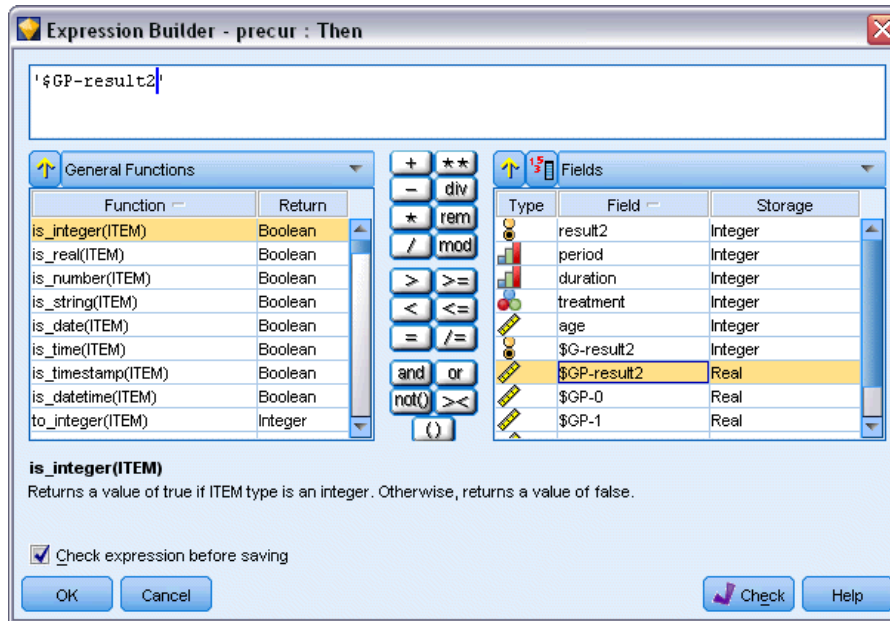 Expression Builder - precur : Then
'$GP-result2'
General Functions
Function Return
is_integer(ITEM) Boolean
is_real(ITEM) Boolean
is_number(ITEM) Boolean
is_string(ITEM) Boolean
is_date(ITEM) Boolean
is_time(ITEM) Boolean
is_timestamp(ITEM) Boolean
is_datetime(ITEM) Boolean
to_integer(ITEM) Integer
+ **
- div
* rem
/ mod
> >=
< <=
= /=
and or
not() ><
()
Fields
Type Field Storage
result2 Integer
period Integer
duration Integer
treatment Integer
age Integer
$G-result2 Integer
$GP-result2 Real
$GP-0 Real
$GP-1 Real
is_integer(ITEM)
Returns a value of true if ITEM type is an integer. Otherwise, returns a value of false.
Check expression before saving
OK Cancel Check Help